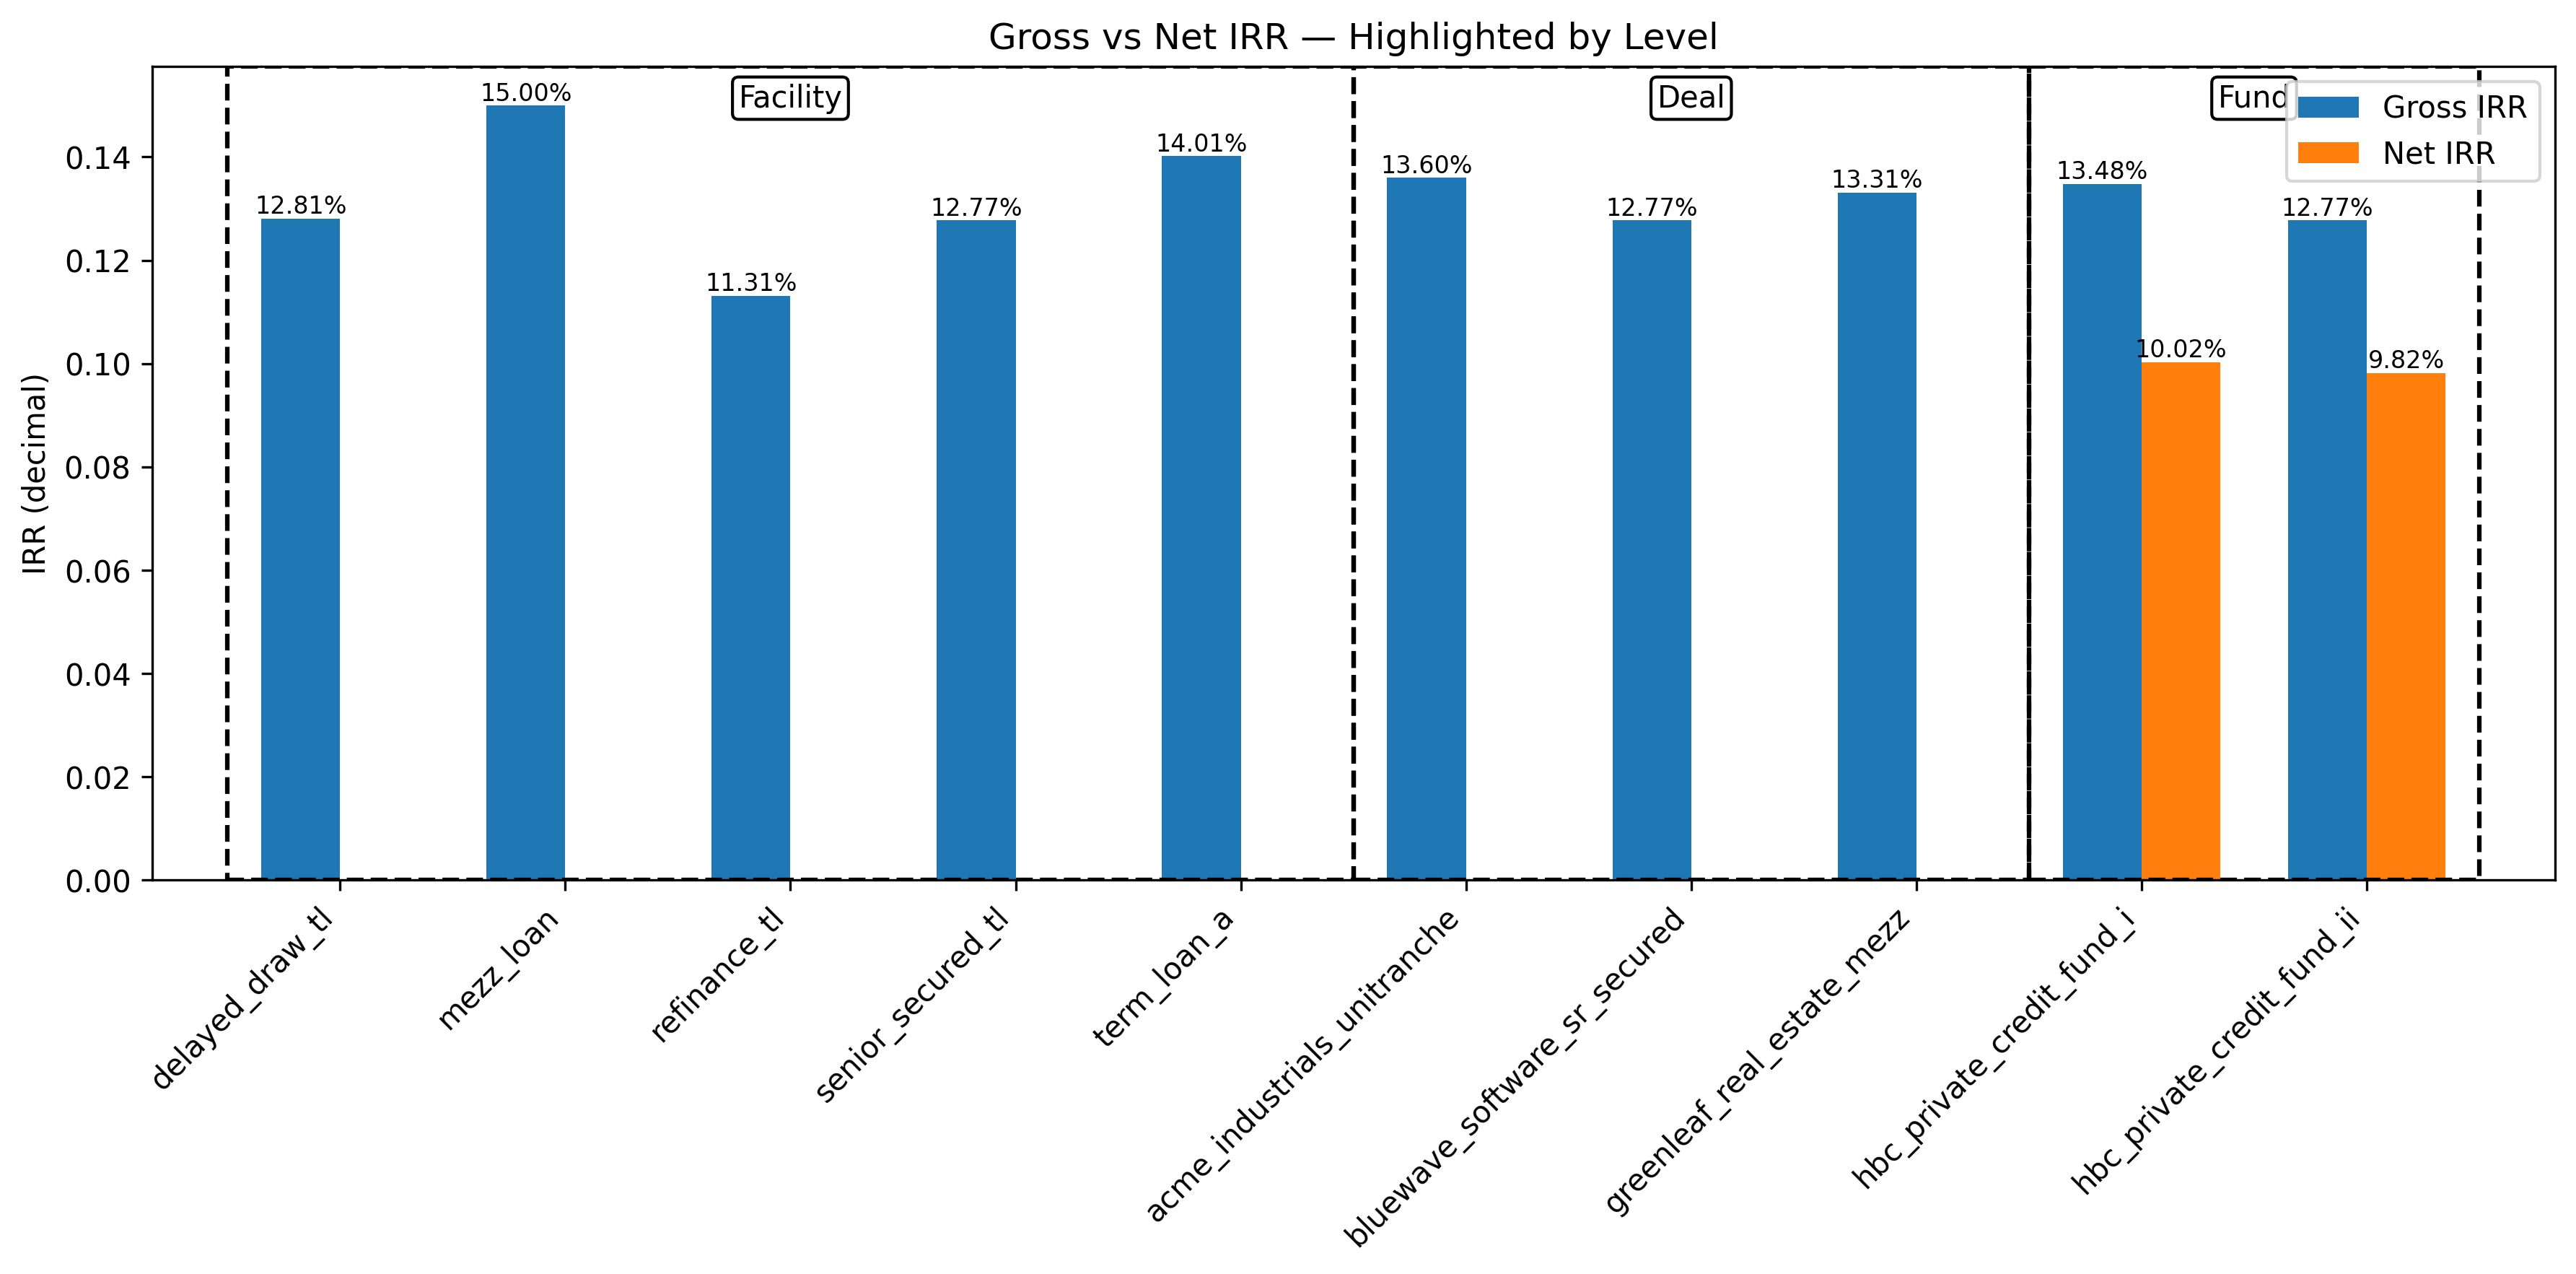 Gross vs Net IRR — Highlighted by Level
Facility
Deal
Fund
Gross IRR
Net IRR
IRR (decimal)
0.14
0.12
0.10
0.08
0.06
0.04
0.02
0.00
12.81%
15.00%
11.31%
12.77%
14.01%
13.60%
12.77%
13.31%
13.48%
10.02%
12.77%
9.82%
delayed_draw_tl
mezz_loan
refinance_tl
senior_secured_tl
term_loan_a
acme_industrials_unitranche
bluewave_software_sr_secured
greenleaf_real_estate_mezz
hbc_private_credit_fund_i
hbc_private_credit_fund_ii